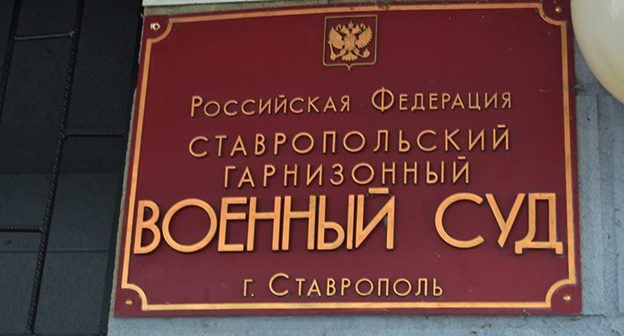 Российская Федерация
СТАВРОПОЛЬСКИЙ
ГАРНИЗОННЫЙ
ВОЕННЫЙ СУД
г. Ставрополь